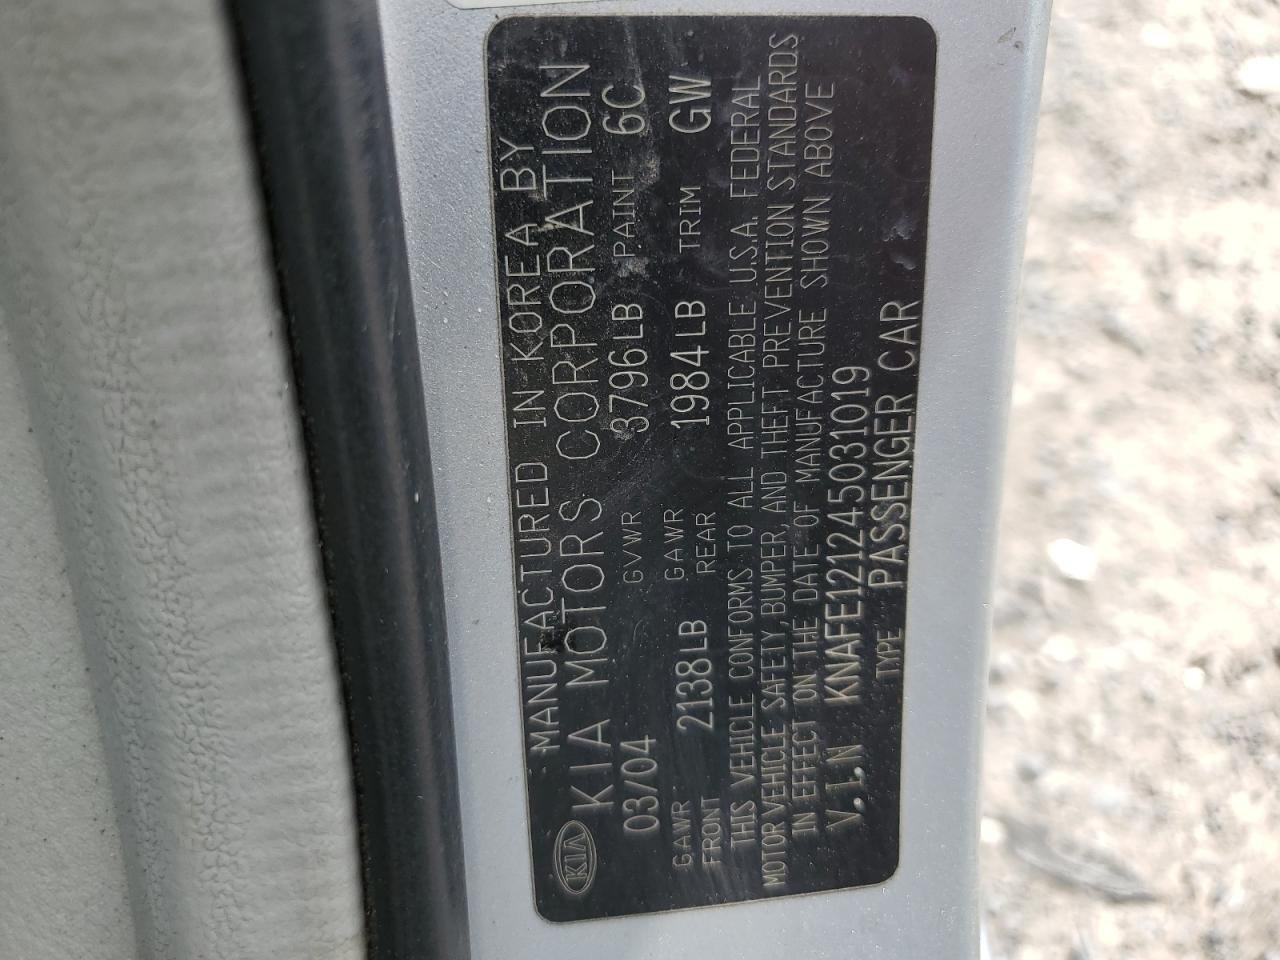 MANUFACTURED IN KOREA BY
KIA KIA MOTORS CORPORATION
03/04 GVWR 3796LB PAINT 6C
GAWR FRONT 2138LB GAWR REAR 1984LB TRIM GW
THIS VEHICLE CONFORMS TO ALL APPLICABLE U.S.A. FEDERAL
MOTOR VEHICLE SAFETY, BUMPER, AND THEFT PREVENTION STANDARDS
IN EFFECT ON THE DATE OF MANUFACTURE SHOWN ABOVE
V.I.N KNAFE121245031019
TYPE PASSENGER CAR